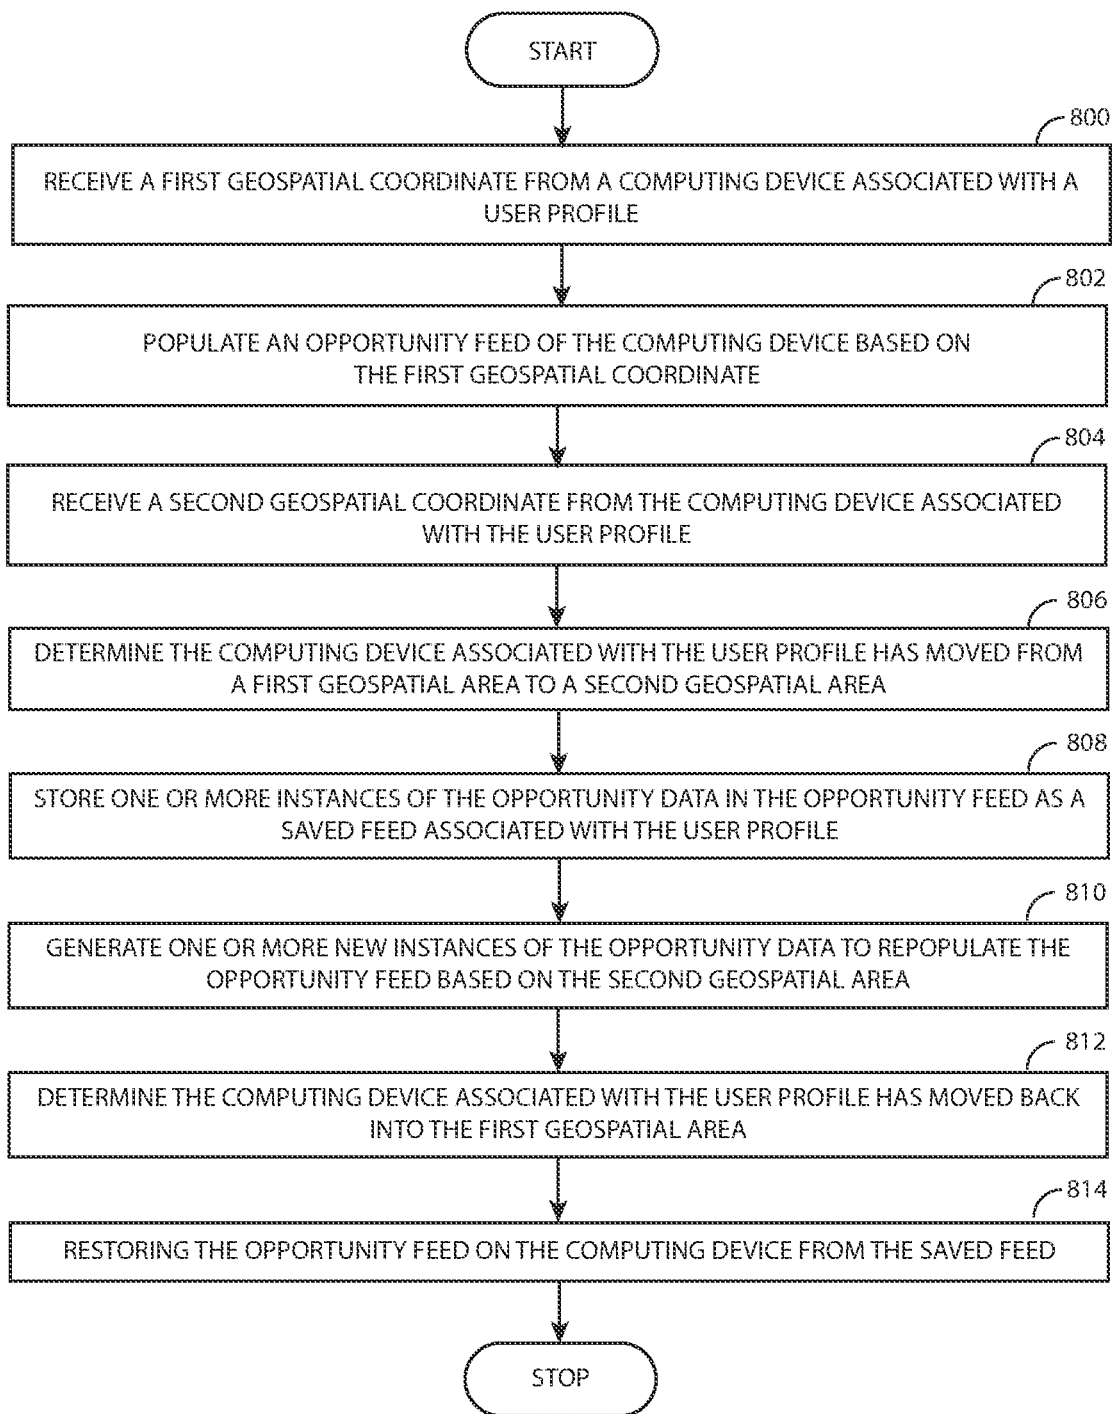 START
800
RECEIVE A FIRST GEOSPATIAL COORDINATE FROM A COMPUTING DEVICE ASSOCIATED WITH A
USER PROFILE
802
POPULATE AN OPPORTUNITY FEED OF THE COMPUTING DEVICE BASED ON
THE FIRST GEOSPATIAL COORDINATE
804
RECEIVE A SECOND GEOSPATIAL COORDINATE FROM THE COMPUTING DEVICE ASSOCIATED
WITH THE USER PROFILE
806
DETERMINE THE COMPUTING DEVICE ASSOCIATED WITH THE USER PROFILE HAS MOVED FROM
A FIRST GEOSPATIAL AREA TO A SECOND GEOSPATIAL AREA
808
STORE ONE OR MORE INSTANCES OF THE OPPORTUNITY DATA IN THE OPPORTUNITY FEED AS A
SAVED FEED ASSOCIATED WITH THE USER PROFILE
810
GENERATE ONE OR MORE NEW INSTANCES OF THE OPPORTUNITY DATA TO REPOPULATE THE
OPPORTUNITY FEED BASED ON THE SECOND GEOSPATIAL AREA
812
DETERMINE THE COMPUTING DEVICE ASSOCIATED WITH THE USER PROFILE HAS MOVED BACK
INTO THE FIRST GEOSPATIAL AREA
814
RESTORING THE OPPORTUNITY FEED ON THE COMPUTING DEVICE FROM THE SAVED FEED
STOP